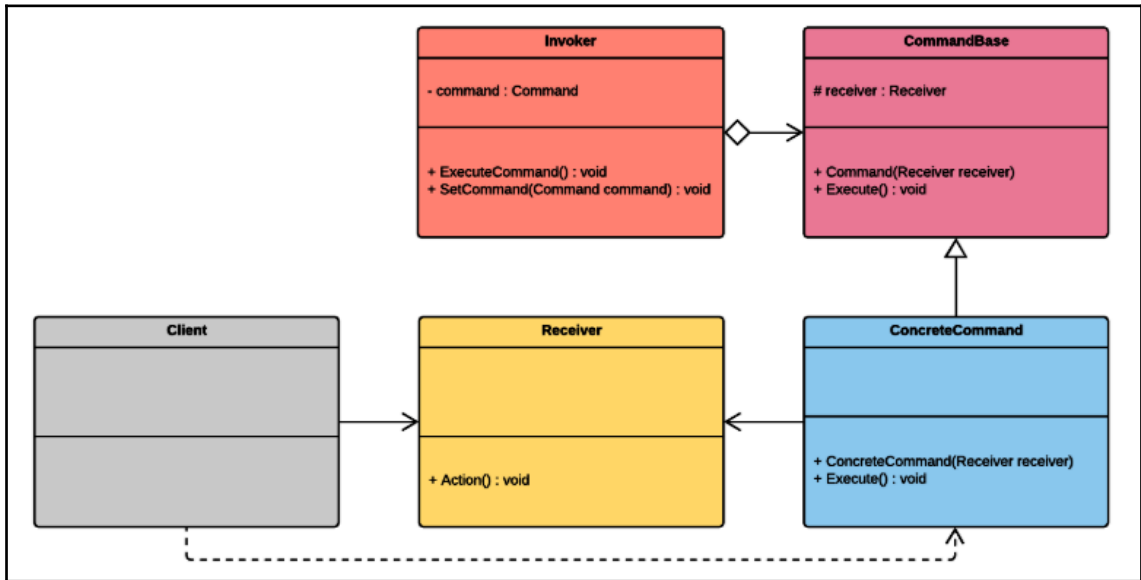 Invoker
- command : Command
+ ExecuteCommand() : void
+ SetCommand(Command command) : void
CommandBase
# receiver : Receiver
+ Command(Receiver receiver)
+ Execute() : void
Client
Receiver
+ Action() : void
ConcreteCommand
+ ConcreteCommand(Receiver receiver)
+ Execute() : void